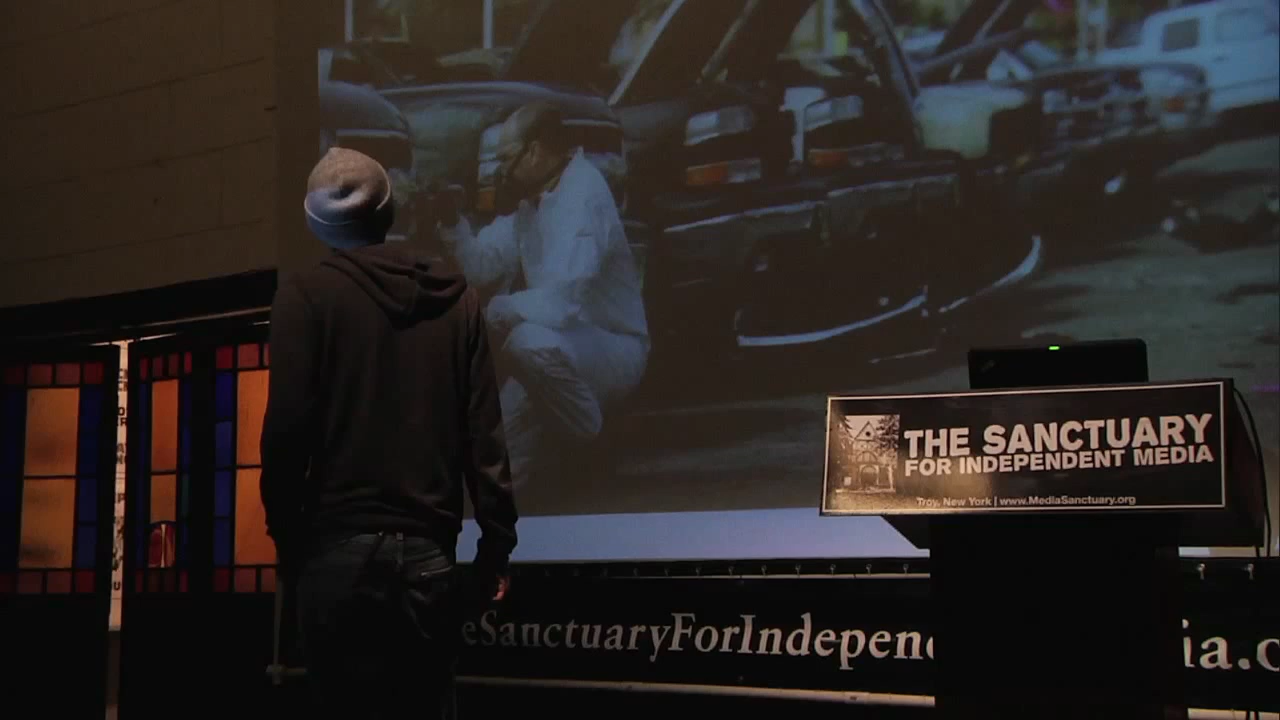 THE SANCTUARY
FOR INDEPENDENT MEDIA
Troy, New York | www.MediaSanctuary.org
eSanctuaryForIndepen
ia.o